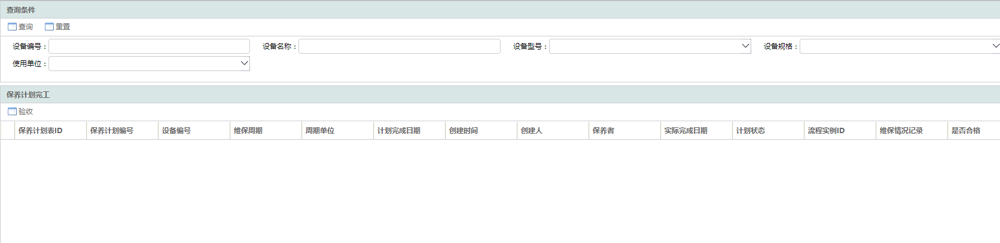 查询条件
查询 重置
设备编号： 设备名称： 设备型号： 设备规格：
使用单位：
保养计划完工
验收
保养计划表ID 保养计划编号 设备编号 维保周期 周期单位 计划完成日期 创建时间 创建人 保养者 实际完成日期 计划状态 流程实例ID 维保情况记录 是否合格